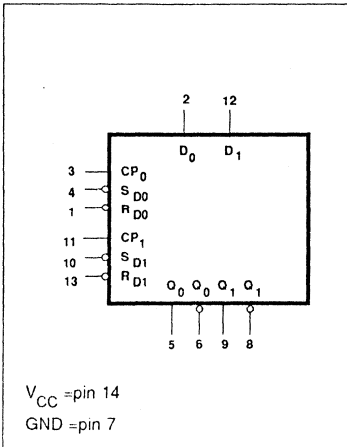 2 12
D0 D1
3 CP0
4 SD0
1 RD0
11 CP1
10 SD1
13 RD1
Q0 Q0 Q1 Q1
5 6 9 8
VCC =pin 14
GND =pin 7